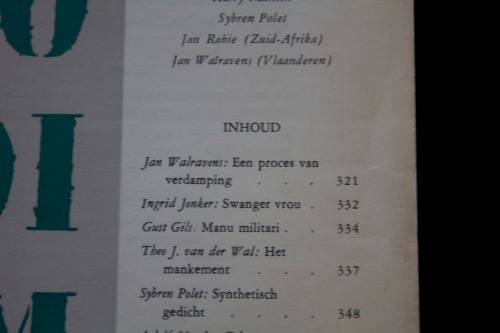 Sybren Polet
Jan Rabie (Zuid-Afrika)
Jan Walravens (Vlaanderen)
INHOUD
Jan Walravens: Een proces van
verdamping . . . 321
Ingrid Jonker: Swanger vrou . 332
Gust Gils: Manu militari . . 334
Theo J. van der Wal: Het
mankement . . . 337
Sybren Polet: Synthetisch
gedicht . . . 348